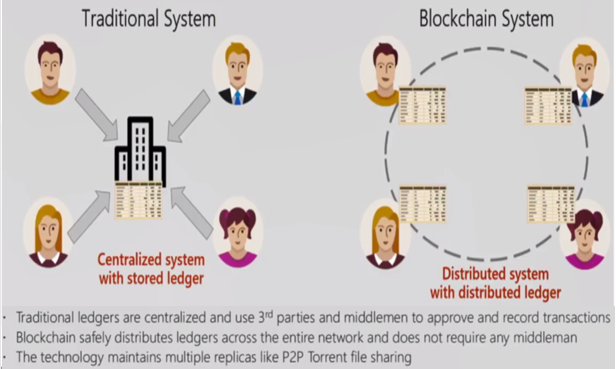 Traditional System
Blockchain System
Centralized system
with stored ledger
Distributed system
with distributed ledger
· Traditional ledgers are centralized and use 3rd parties and middlemen to approve and record transactions
· Blockchain safely distributes ledgers across the entire network and does not require any middleman
· The technology maintains multiple replicas like P2P Torrent file sharing